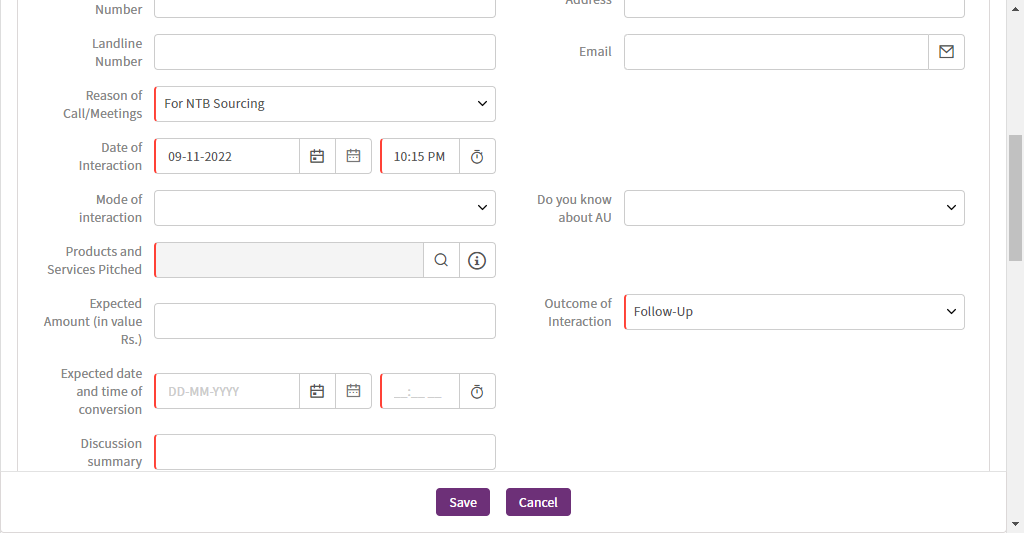 Number
Address
Landline
Number
Email
Reason of
Call/Meetings
For NTB Sourcing
Date of
Interaction
09-11-2022
10:15 PM
Mode of
interaction
Do you know
about AU
Products and
Services Pitched
Expected
Amount (in value
Rs.)
Outcome of
Interaction
Follow-Up
Expected date
and time of
conversion
DD-MM-YYYY
__:__ __
Discussion
summary
Save
Cancel